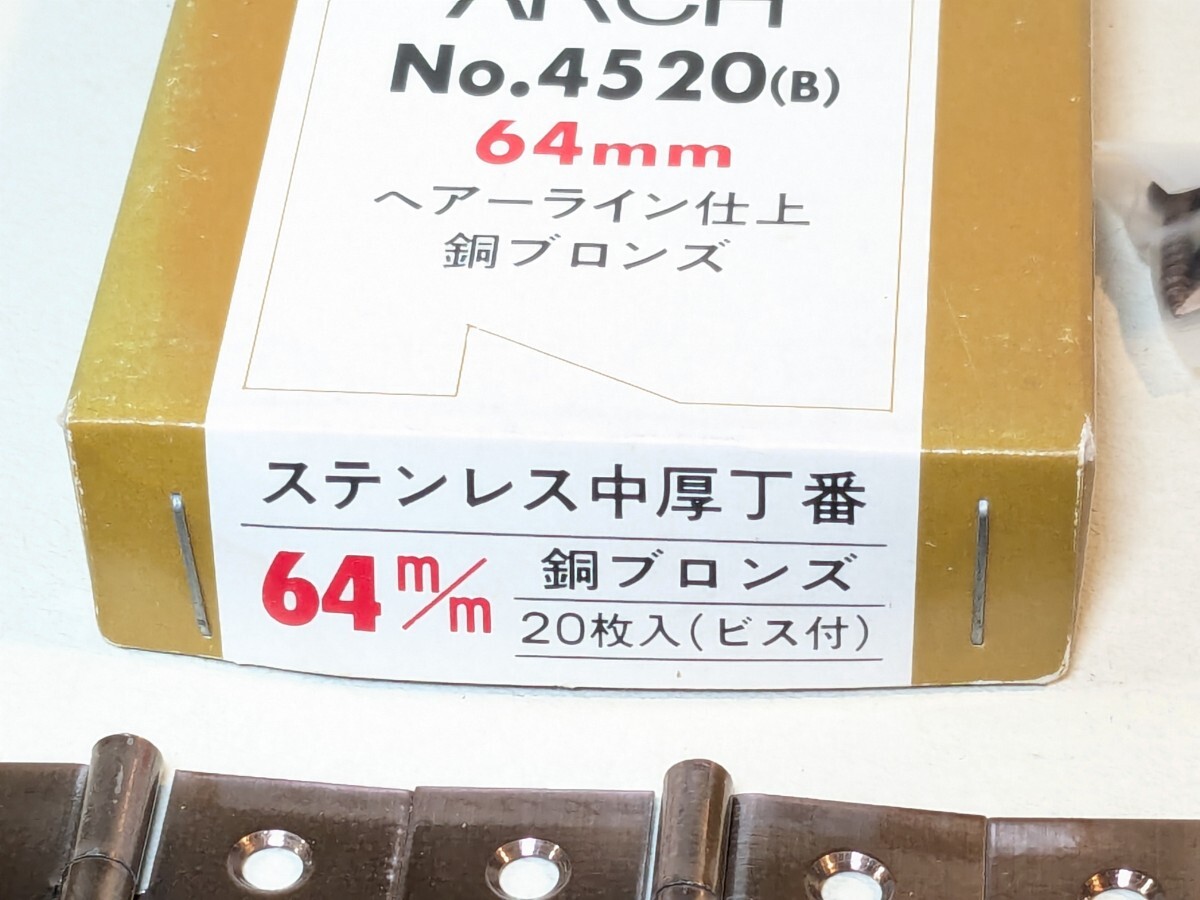 ARCH
No.4520(B)
64mm
ヘアーライン仕上
銅ブロンズ
ステンレス中厚丁番
64m/m
銅ブロンズ
20枚入(ビス付)